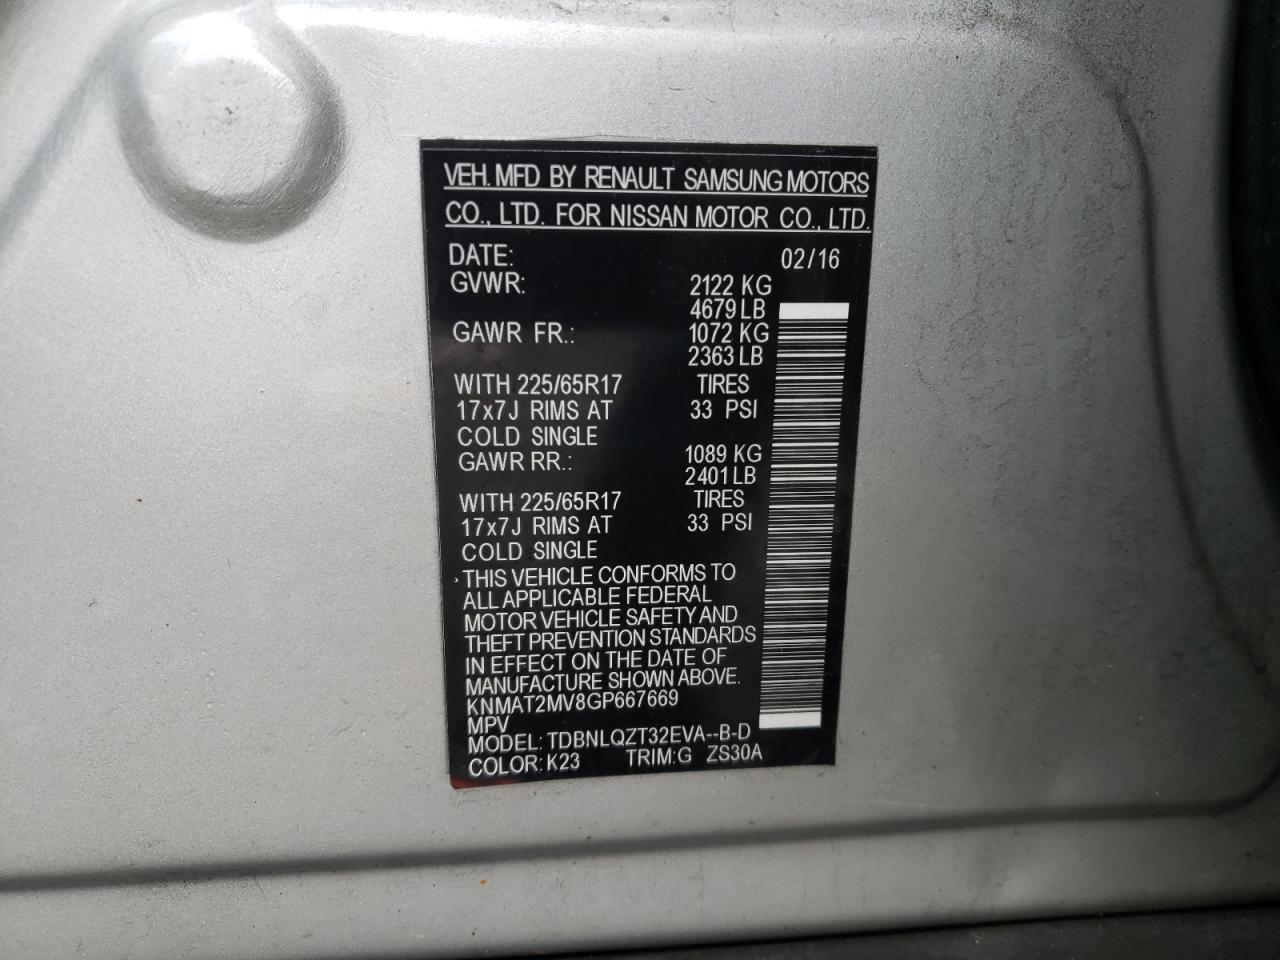 VEH. MFD BY RENAULT SAMSUNG MOTORS
CO., LTD. FOR NISSAN MOTOR CO., LTD.
DATE: 02/16
GVWR: 2122 KG
4679 LB
GAWR FR.: 1072 KG
2363 LB
WITH 225/65R17 TIRES
17x7J RIMS AT 33 PSI
COLD SINGLE
GAWR RR.: 1089 KG
2401 LB
WITH 225/65R17 TIRES
17x7J RIMS AT 33 PSI
COLD SINGLE
THIS VEHICLE CONFORMS TO
ALL APPLICABLE FEDERAL
MOTOR VEHICLE SAFETY AND
THEFT PREVENTION STANDARDS
IN EFFECT ON THE DATE OF
MANUFACTURE SHOWN ABOVE.
KNMAT2MV8GP667669
MPV
MODEL: TDBNLQZT32EVA--B-D
COLOR: K23 TRIM: G ZS30A